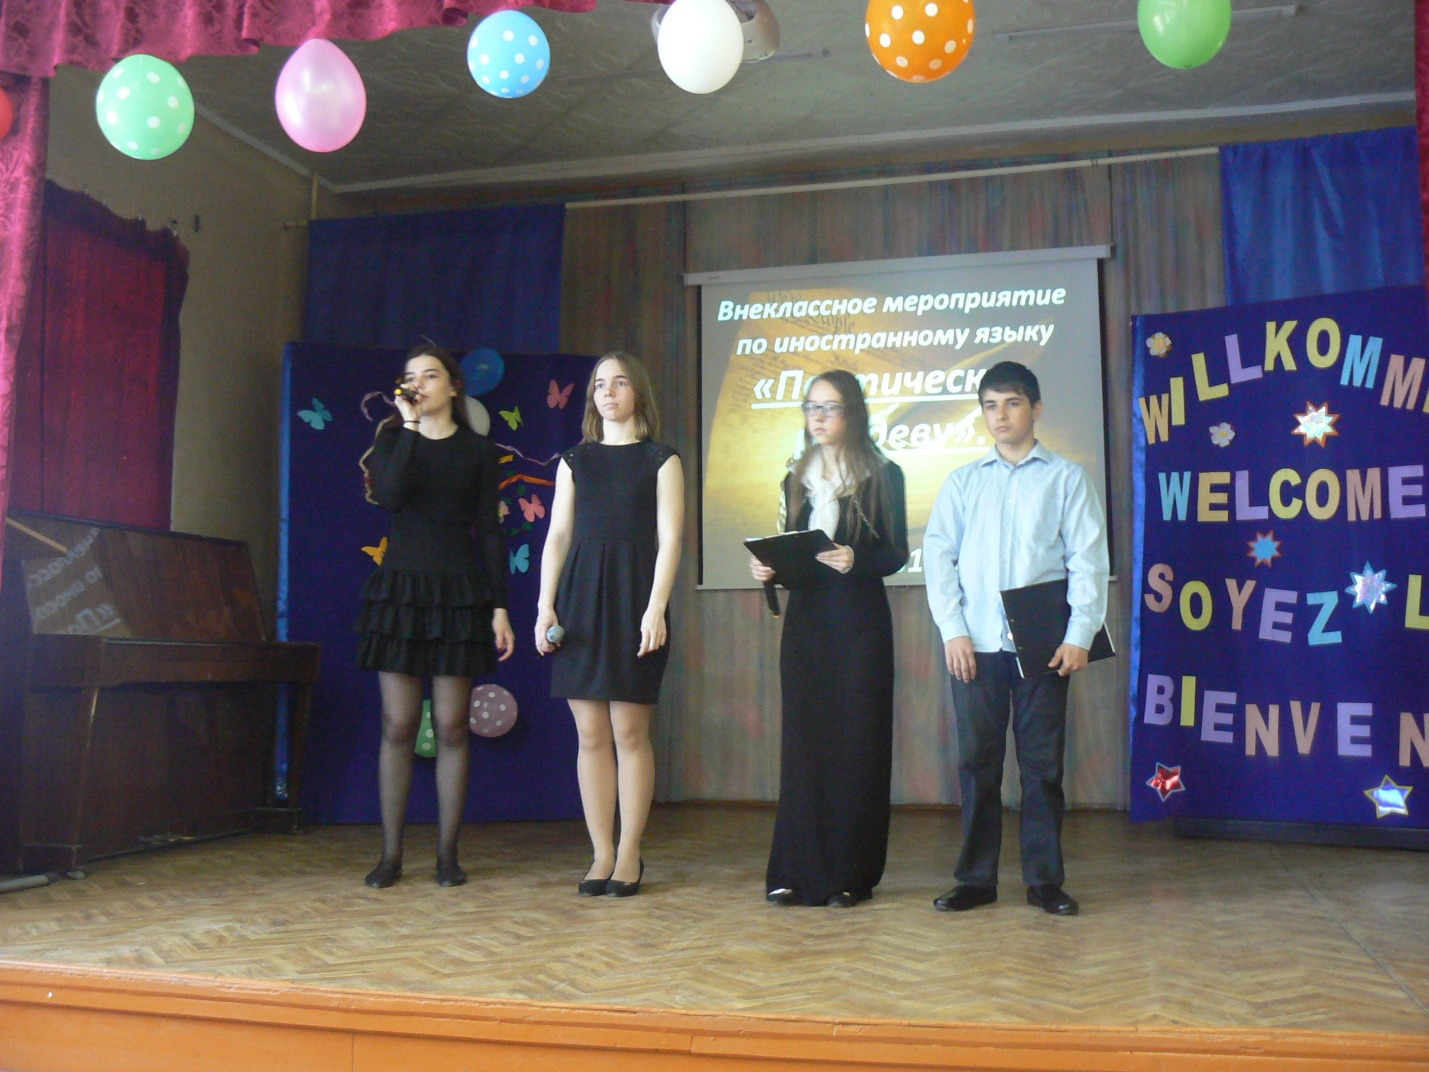 Внеклассное мероприятие
по иностранному языку
WILLKOMM
WELCOME
SOYEZ L
BIENVEN